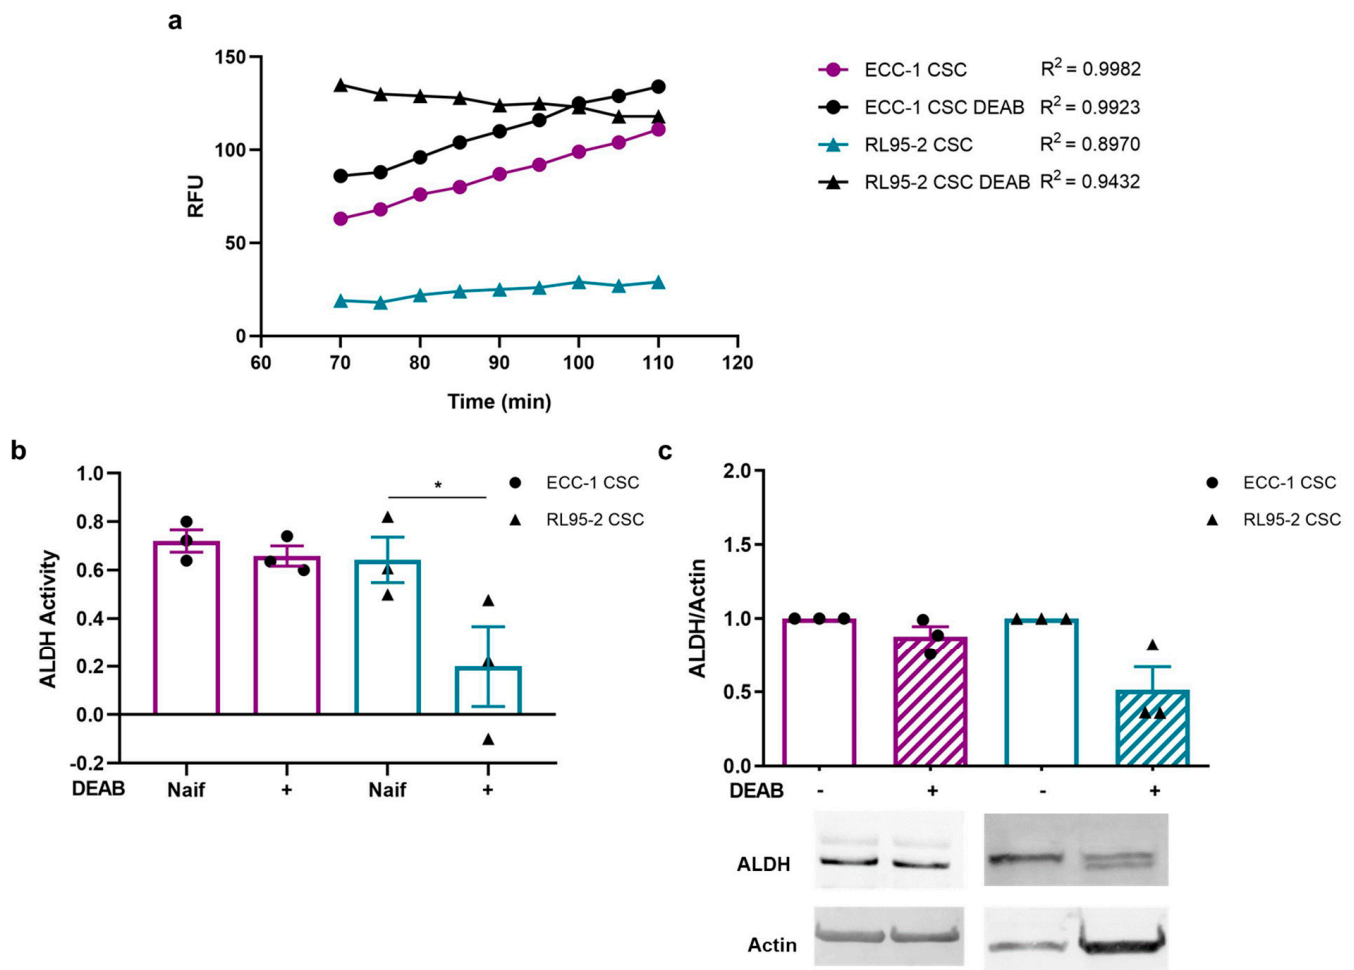 a
150
100
50
0
RFU
60 70 80 90 100 110 120
Time (min)
ECC-1 CSC R² = 0.9982
ECC-1 CSC DEAB R² = 0.9923
RL95-2 CSC R² = 0.8970
RL95-2 CSC DEAB R² = 0.9432
b
1.0
0.8
0.6
0.4
0.2
0.0
-0.2
ALDH Activity
*
ECC-1 CSC
RL95-2 CSC
DEAB Naif + Naif +
c
2.0
1.5
1.0
0.5
0.0
ALDH/Actin
ECC-1 CSC
RL95-2 CSC
DEAB - + - +
ALDH
Actin